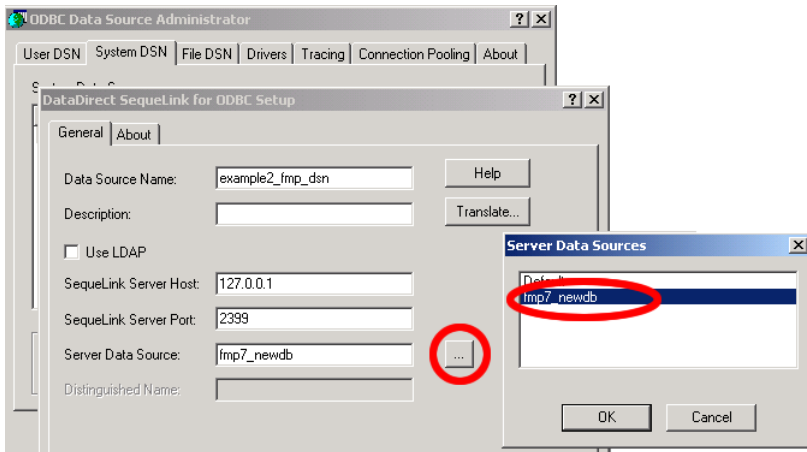 ODBC Data Source Administrator
User DSN System DSN File DSN Drivers Tracing Connection Pooling About
DataDirect SequeLink for ODBC Setup
General About
Data Source Name: example2_fmp_dsn Help
Description: Translate...
Use LDAP
SequeLink Server Host: 127.0.0.1
SequeLink Server Port: 2399
Server Data Source: fmp7_newdb ...
Distinguished Name:
Server Data Sources
Default
fmp7_newdb
OK Cancel